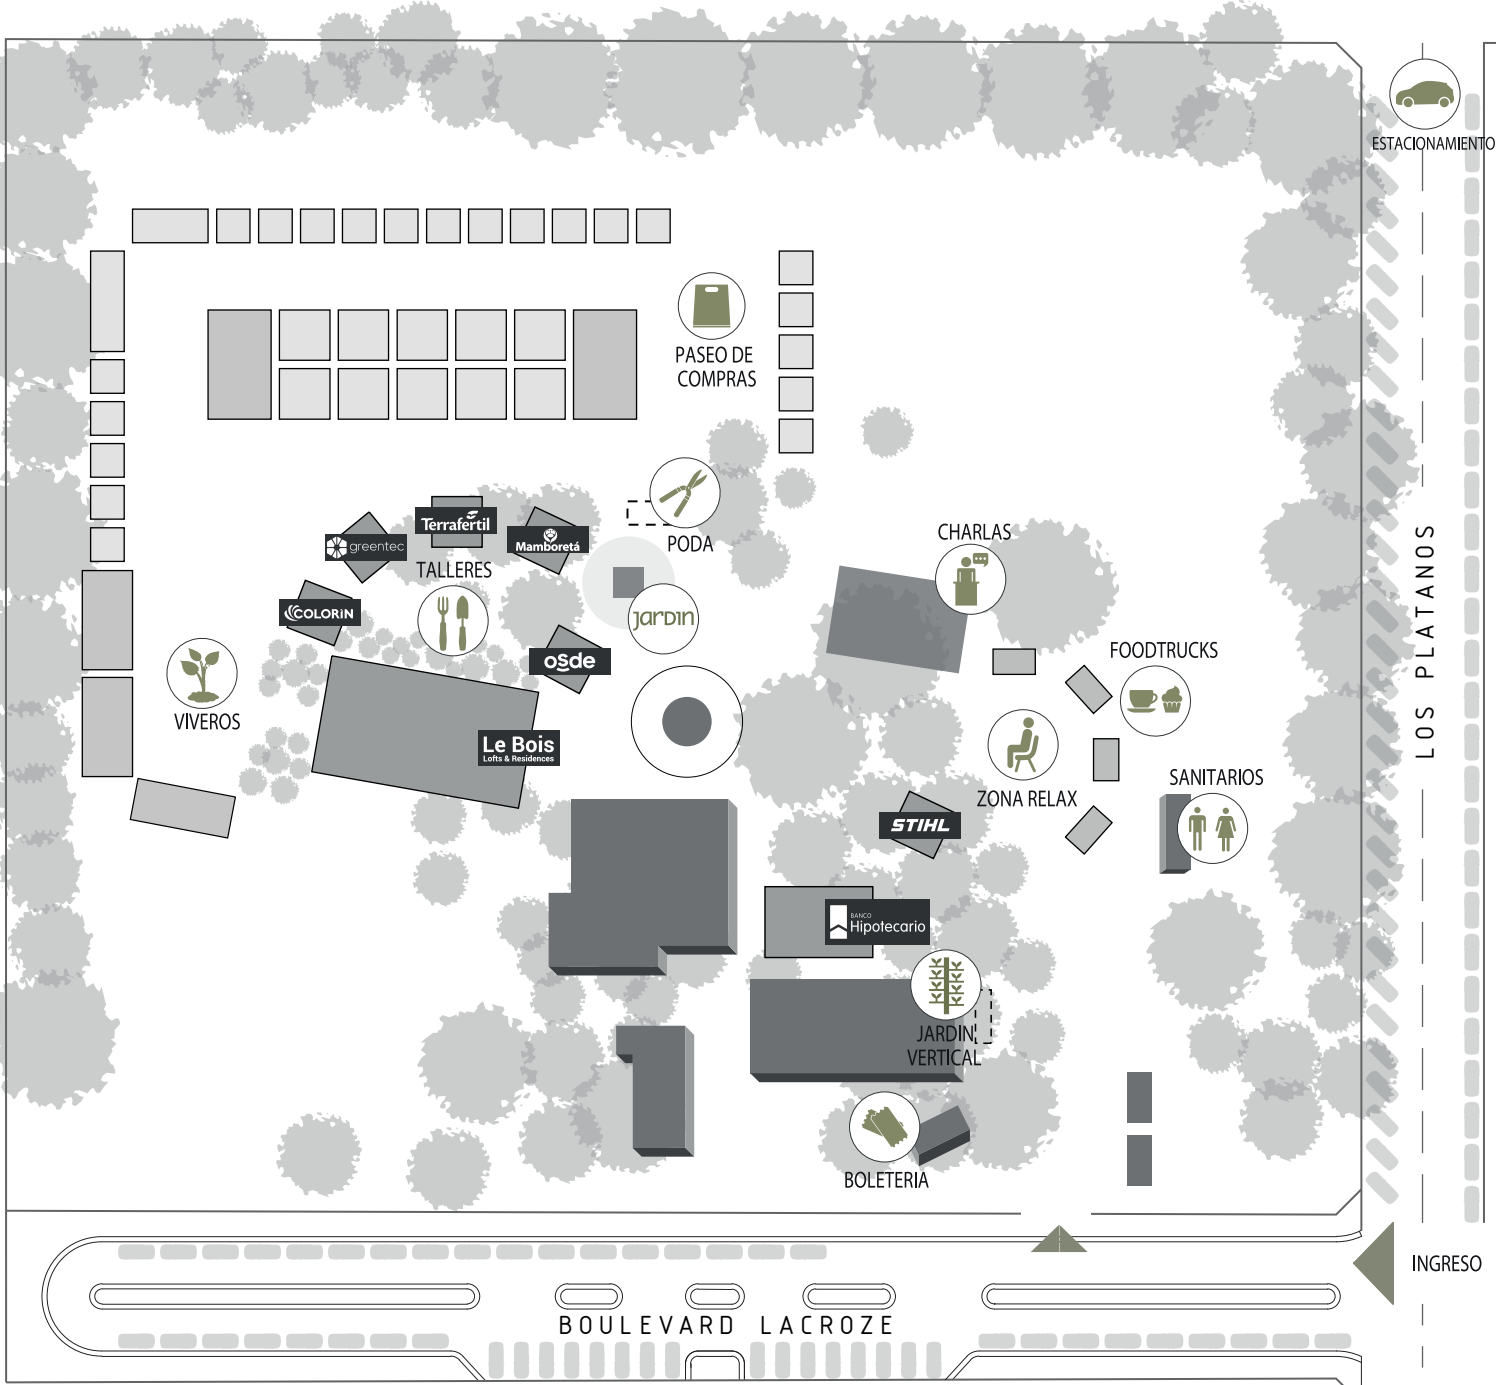 ESTACIONAMIENTO
PASEO DE
COMPRAS
Terrafertil
greentec
Mamboretá
PODA
CHARLAS
TALLERES
COLORIN
Jardin
osde
FOODTRUCKS
VIVEROS
Le Bois
Lofts & Residences
LOS PLATANOS
ZONA RELAX
SANITARIOS
STIHL
BANCO
Hipotecario
JARDIN
VERTICAL
BOLETERIA
INGRESO
BOULEVARD LACROZE